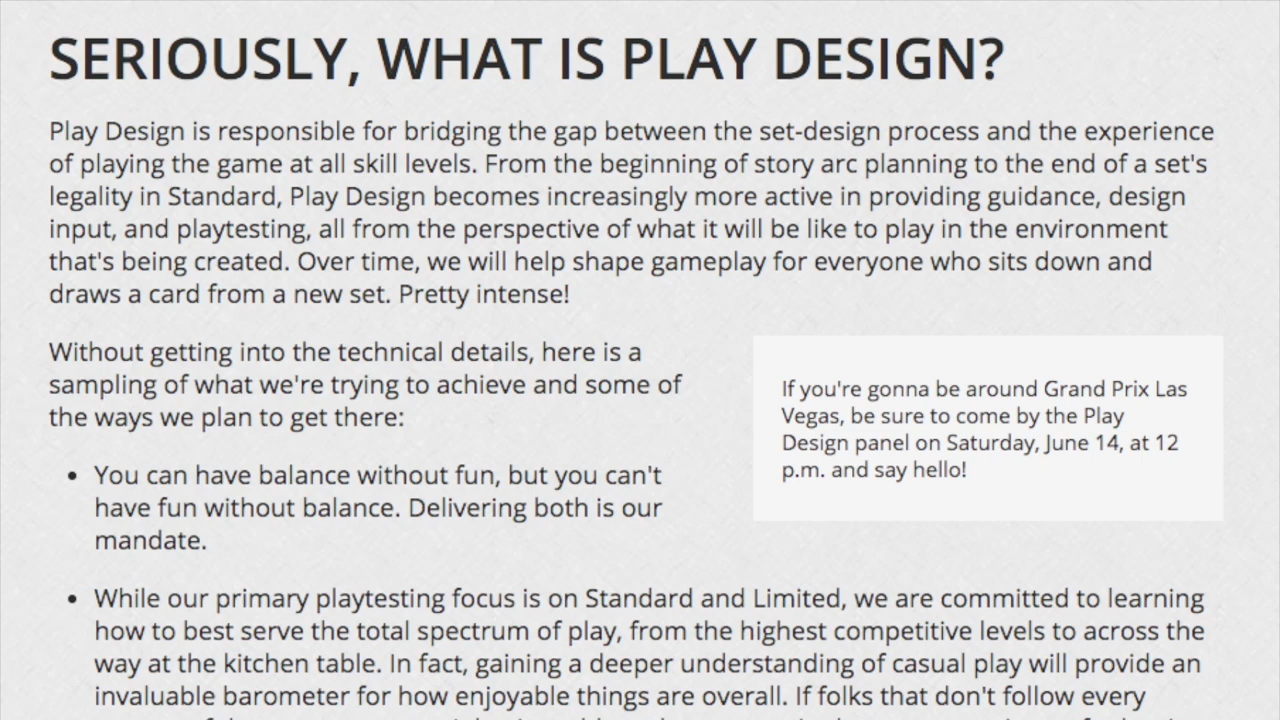 SERIOUSLY, WHAT IS PLAY DESIGN?
Play Design is responsible for bridging the gap between the set-design process and the experience
of playing the game at all skill levels. From the beginning of story arc planning to the end of a set's
legality in Standard, Play Design becomes increasingly more active in providing guidance, design
input, and playtesting, all from the perspective of what it will be like to play in the environment
that's being created. Over time, we will help shape gameplay for everyone who sits down and
draws a card from a new set. Pretty intense!
Without getting into the technical details, here is a
sampling of what we're trying to achieve and some of
the ways we plan to get there:
If you're gonna be around Grand Prix Las
Vegas, be sure to come by the Play
Design panel on Saturday, June 14, at 12
p.m. and say hello!
• You can have balance without fun, but you can't
have fun without balance. Delivering both is our
mandate.
• While our primary playtesting focus is on Standard and Limited, we are committed to learning
how to best serve the total spectrum of play, from the highest competitive levels to across the
way at the kitchen table. In fact, gaining a deeper understanding of casual play will provide an
invaluable barometer for how enjoyable things are overall. If folks that don't follow every